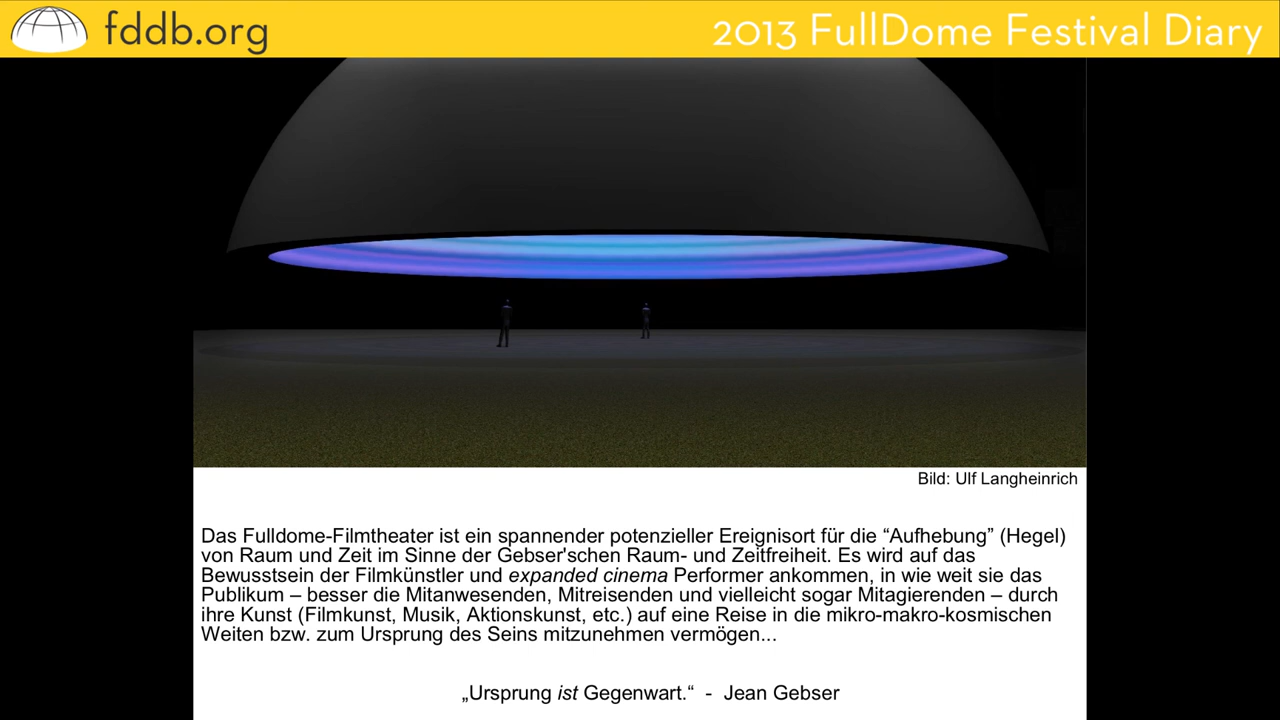 fddb.org
2013 FullDome Festival Diary
Bild: Ulf Langheinrich
Das Fulldome-Filmtheater ist ein spannender potenzieller Ereignisort für die “Aufhebung” (Hegel)
von Raum und Zeit im Sinne der Gebser'schen Raum- und Zeitfreiheit. Es wird auf das
Bewusstsein der Filmkünstler und expanded cinema Performer ankommen, in wie weit sie das
Publikum – besser die Mitanwesenden, Mitreisenden und vielleicht sogar Mitagierenden – durch
ihre Kunst (Filmkunst, Musik, Aktionskunst, etc.) auf eine Reise in die mikro-makro-kosmischen
Weiten bzw. zum Ursprung des Seins mitzunehmen vermögen...
„Ursprung ist Gegenwart.“ - Jean Gebser